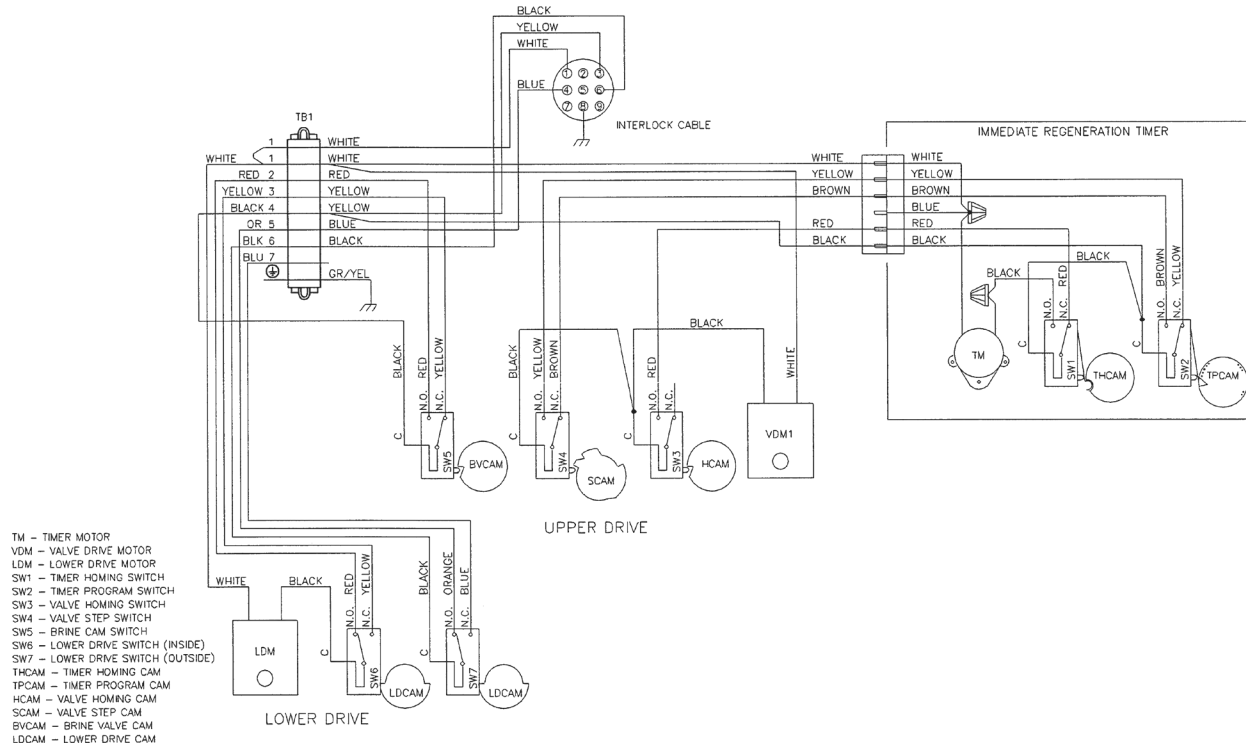 BLACK
YELLOW
WHITE
BLUE
1 2 3
4 5 6
7 8 9
INTERLOCK CABLE
TB1
1 WHITE
WHITE 1 WHITE
RED 2 RED
YELLOW 3 YELLOW
BLACK 4 YELLOW
OR 5 BLUE
BLK 6 BLACK
BLU 7
GR/YEL
IMMEDIATE REGENERATION TIMER
WHITE WHITE
YELLOW YELLOW
BROWN BROWN
BLUE
RED RED
BLACK BLACK
BLACK
BLACK
N.O.
N.C. RED
C
SW1
THCAM
TM
N.O. BROWN
N.C. YELLOW
C
SW2
TPCAM
BLACK
C
N.O. RED
N.C. YELLOW
SW5
BVCAM
BLACK
C
N.O. YELLOW
N.C. BROWN
SW4
SCAM
BLACK
C
N.O. RED
N.C.
SW3
HCAM
WHITE
VDM1
UPPER DRIVE
WHITE
BLACK
LDM
C
N.O. RED
N.C. YELLOW
SW6
LDCAM
BLACK
C
N.O. ORANGE
N.C. BLUE
SW7
LDCAM
LOWER DRIVE
TM – TIMER MOTOR
VDM – VALVE DRIVE MOTOR
LDM – LOWER DRIVE MOTOR
SW1 – TIMER HOMING SWITCH
SW2 – TIMER PROGRAM SWITCH
SW3 – VALVE HOMING SWITCH
SW4 – VALVE STEP SWITCH
SW5 – BRINE CAM SWITCH
SW6 – LOWER DRIVE SWITCH (INSIDE)
SW7 – LOWER DRIVE SWITCH (OUTSIDE)
THCAM – TIMER HOMING CAM
TPCAM – TIMER PROGRAM CAM
HCAM – VALVE HOMING CAM
SCAM – VALVE STEP CAM
BVCAM – BRINE VALVE CAM
LDCAM – LOWER DRIVE CAM